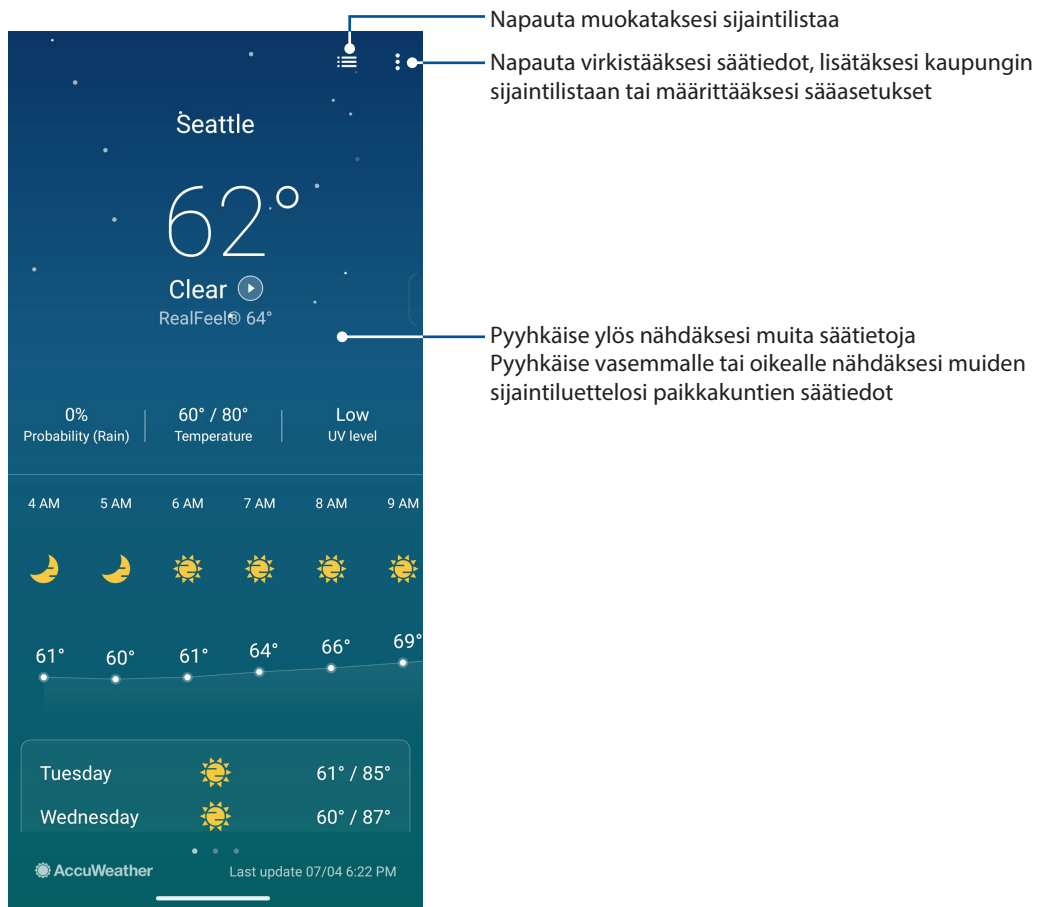 Napauta muokataksesi sijaintilistaa
Napauta virkistääksesi säätiedot, lisätäksesi kaupungin
sijaintilistaan tai määrittääksesi sääasetukset
Seattle
62°
Clear
RealFeel® 64°
Pyyhkäise ylös nähdäksesi muita säätietoja
Pyyhkäise vasemmalle tai oikealle nähdäksesi muiden
sijaintiluettelosi paikkakuntien säätiedot
0% 60° / 80° Low
Probability (Rain) Temperature UV level
4 AM 5 AM 6 AM 7 AM 8 AM 9 AM
61° 60° 61° 64° 66° 69°
Tuesday 61° / 85°
Wednesday 60° / 87°
AccuWeather Last update 07/04 6:22 PM